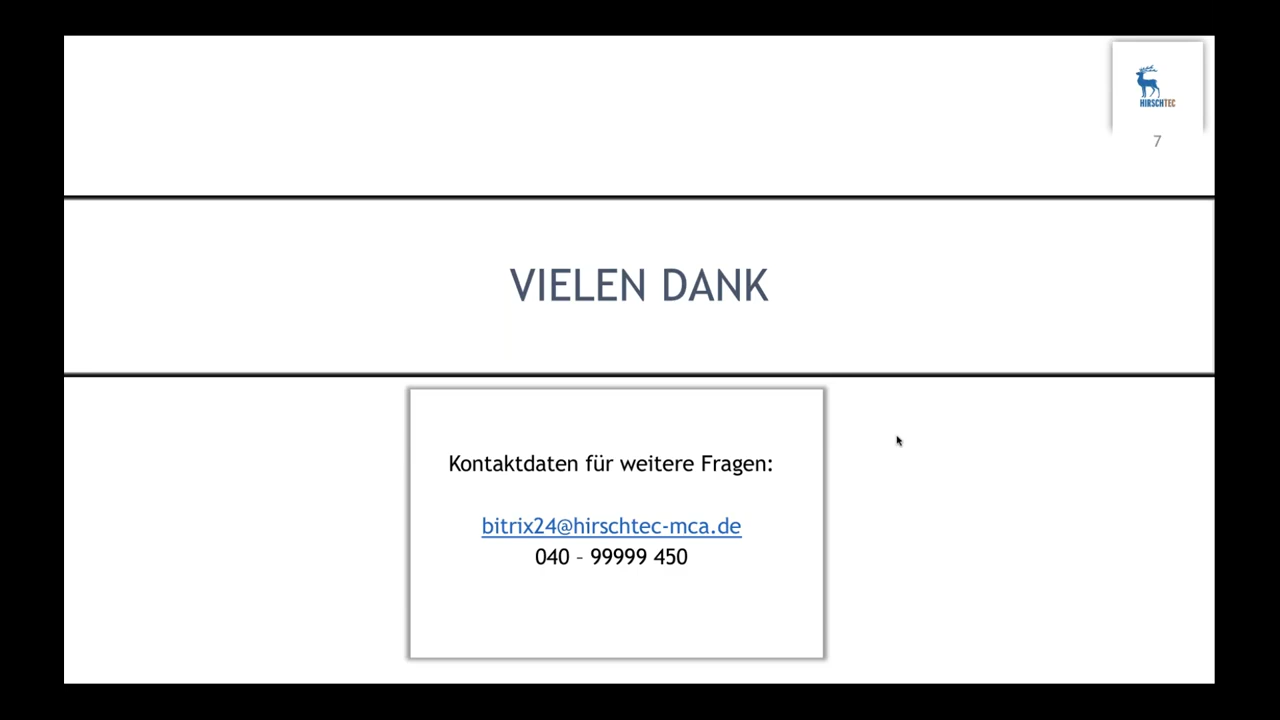 HIRSCHTEC
7
VIELEN DANK
Kontaktdaten für weitere Fragen:
bitrix24@hirschtec-mca.de
040 – 99999 450